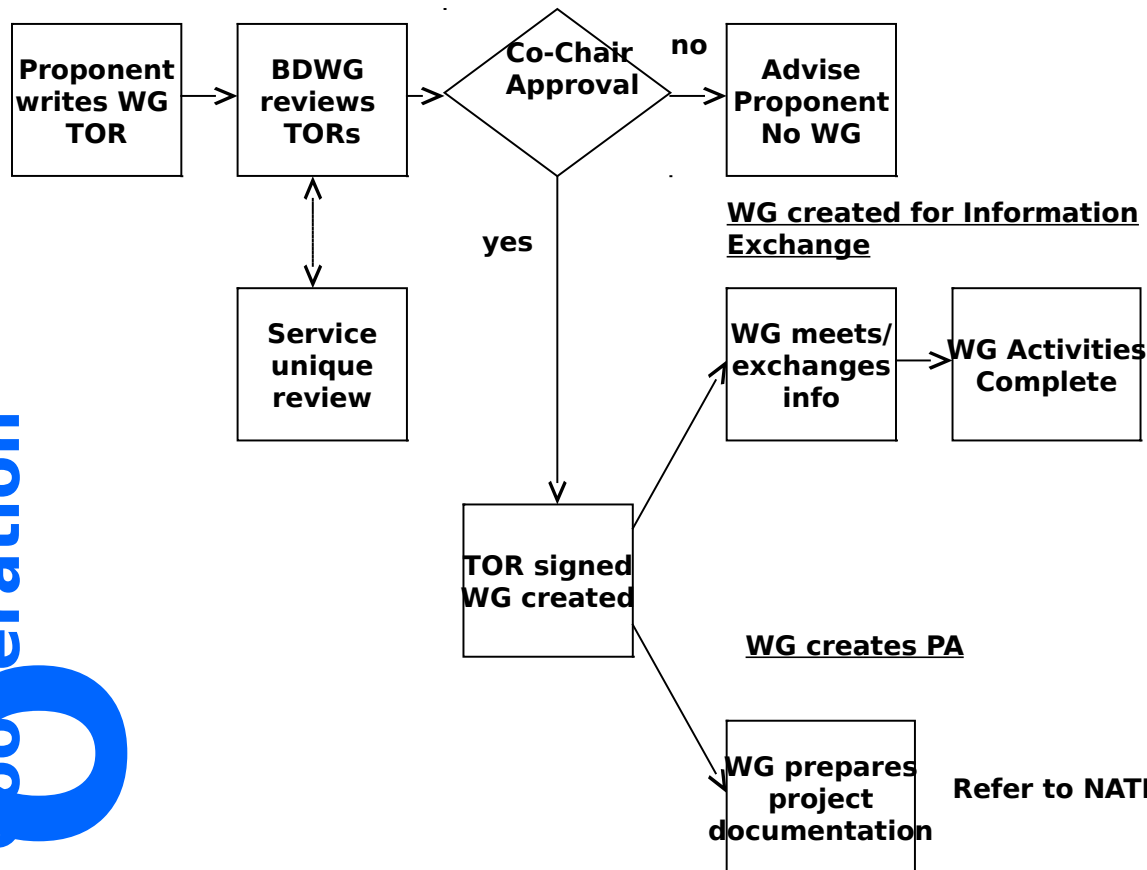 Proponent
writes WG
TOR
BDWG
reviews
TORs
Co-Chair
Approval
no
Advise
Proponent
No WG
yes
Service
unique
review
WG created for Information
Exchange
WG meets/
exchanges
info
WG Activities
Complete
TOR signed
WG created
WG creates PA
WG prepares
project
documentation
Refer to